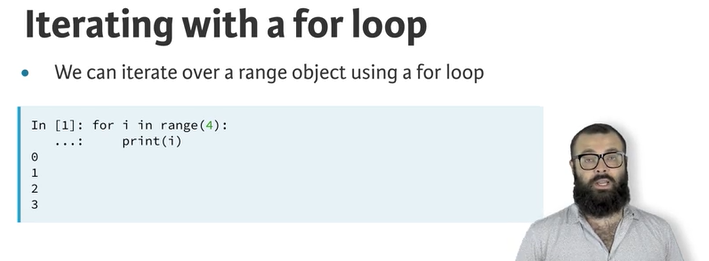 Iterating with a for loop
• We can iterate over a range object using a for loop
In [1]: for i in range(4):
   ...:     print(i)
0
1
2
3